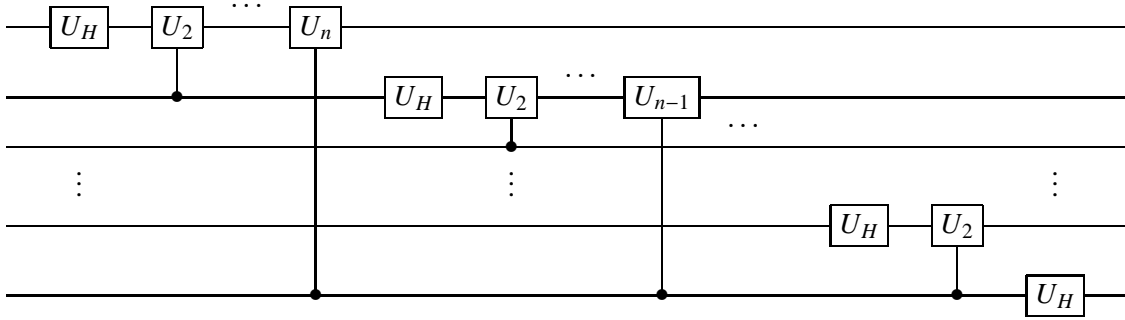 ⋯
U_H U_2 U_n
⋯
U_H U_2 U_{n−1}
⋯
⋮ ⋮ ⋮
U_H U_2
U_H